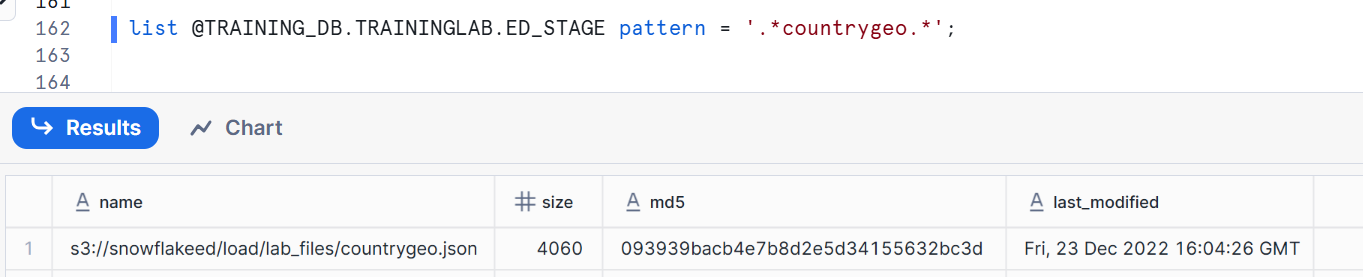 161
162 list @TRAINING_DB.TRAININGLAB.ED_STAGE pattern = '.*countrygeo.*';
163
164
Results Chart
name size md5 last_modified
1 s3://snowflakeed/load/lab_files/countrygeo.json 4060 093939bacb4e7b8d2e5d34155632bc3d Fri, 23 Dec 2022 16:04:26 GMT